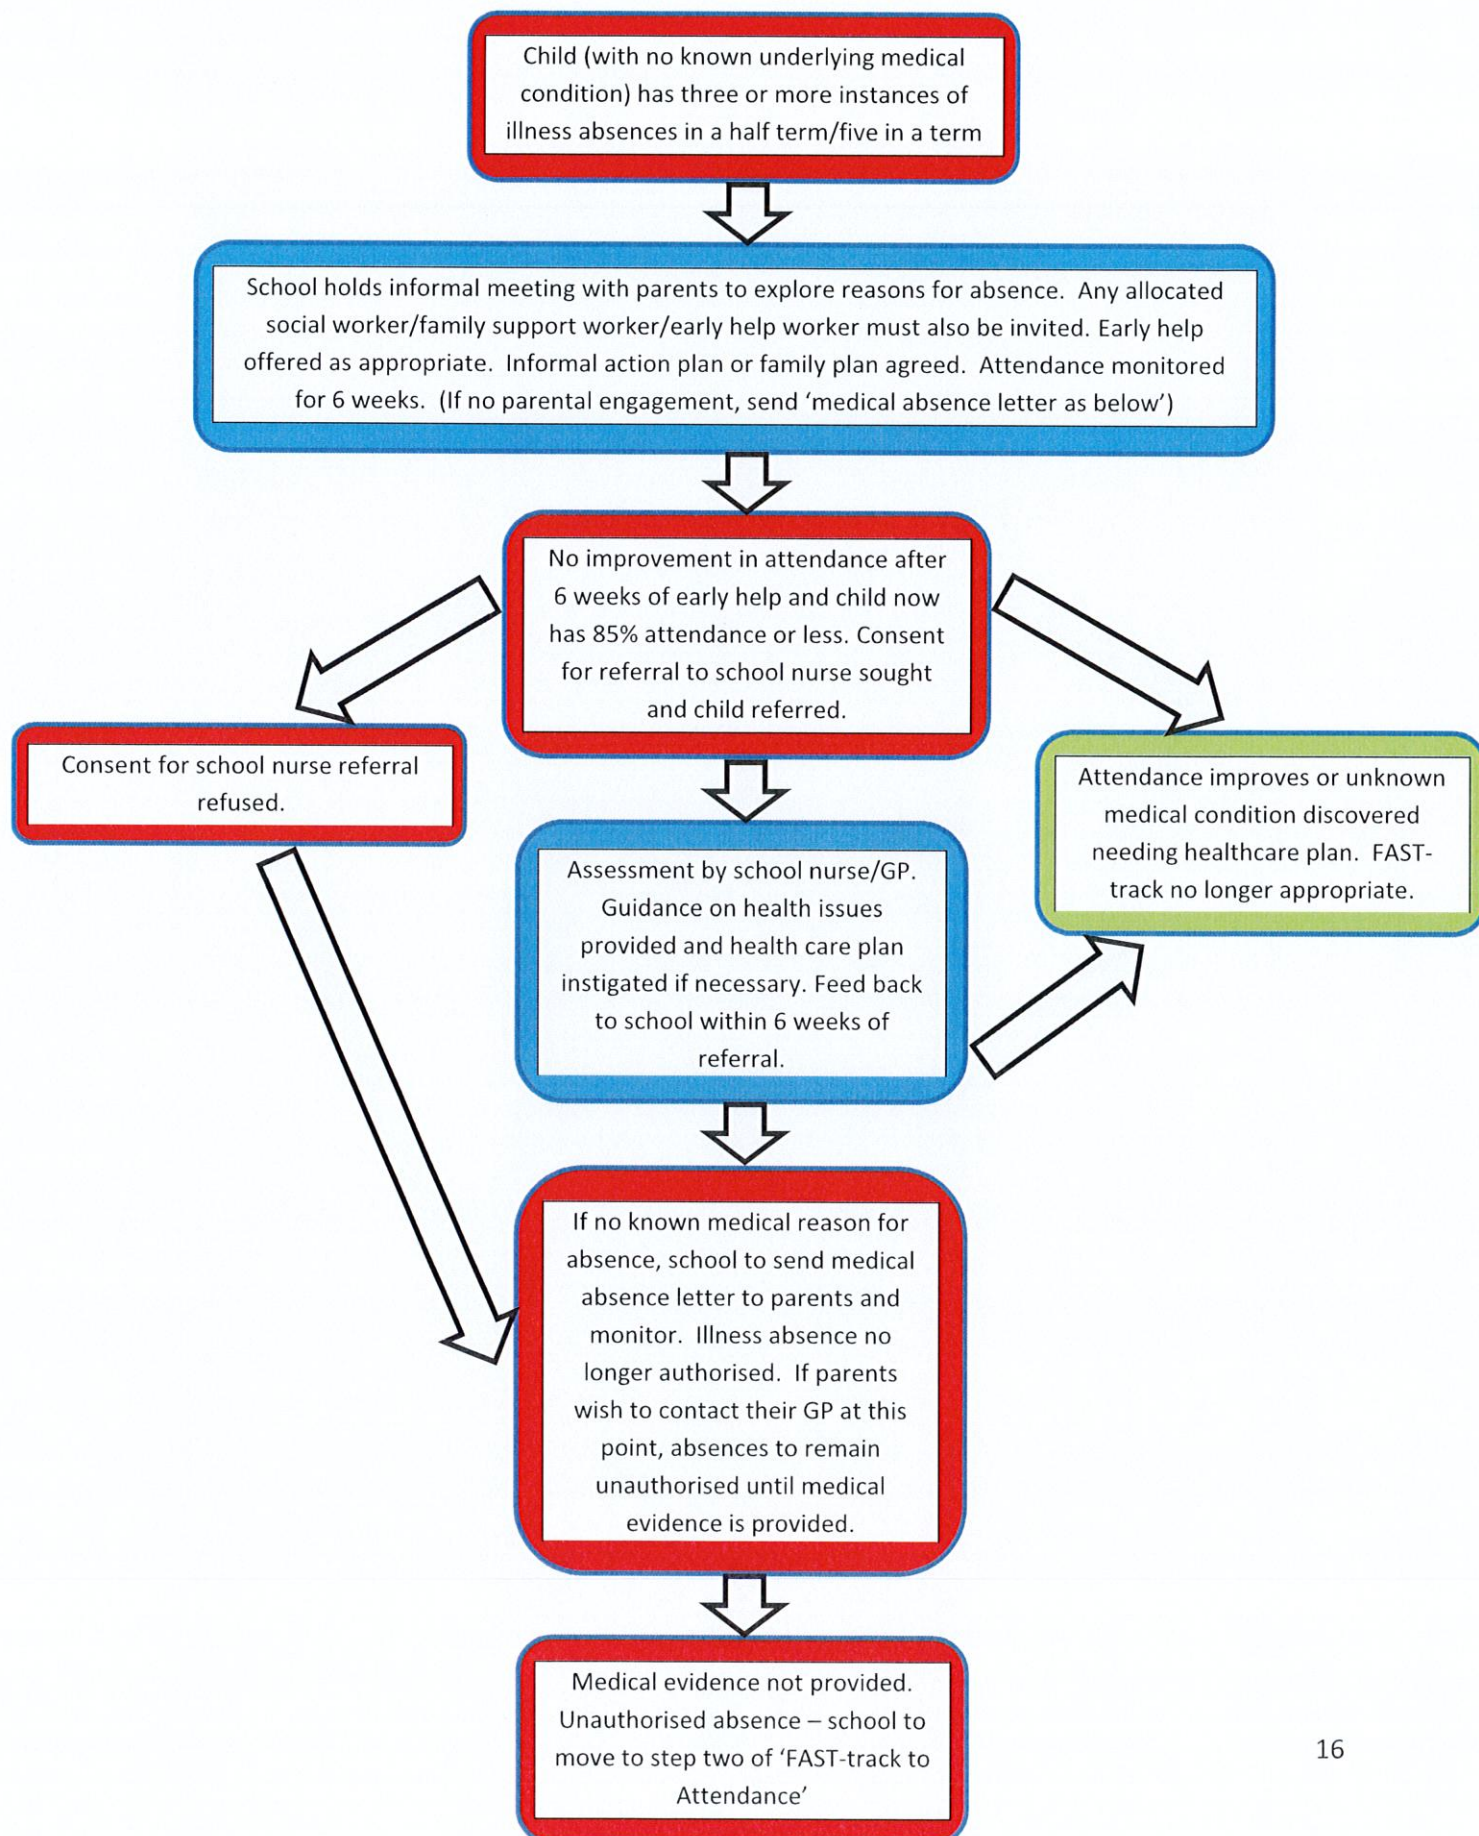 Child (with no known underlying medical
condition) has three or more instances of
illness absences in a half term/five in a term
School holds informal meeting with parents to explore reasons for absence.  Any allocated
social worker/family support worker/early help worker must also be invited. Early help
offered as appropriate.  Informal action plan or family plan agreed.  Attendance monitored
for 6 weeks.  (If no parental engagement, send ‘medical absence letter as below’)
No improvement in attendance after
6 weeks of early help and child now
has 85% attendance or less. Consent
for referral to school nurse sought
and child referred.
Consent for school nurse referral
refused.
Attendance improves or unknown
medical condition discovered
needing healthcare plan.  FAST-
track no longer appropriate.
Assessment by school nurse/GP.
Guidance on health issues
provided and health care plan
instigated if necessary. Feed back
to school within 6 weeks of
referral.
If no known medical reason for
absence, school to send medical
absence letter to parents and
monitor.  Illness absence no
longer authorised.  If parents
wish to contact their GP at this
point, absences to remain
unauthorised until medical
evidence is provided.
Medical evidence not provided.
Unauthorised absence – school to
move to step two of ‘FAST-track to
Attendance’
16